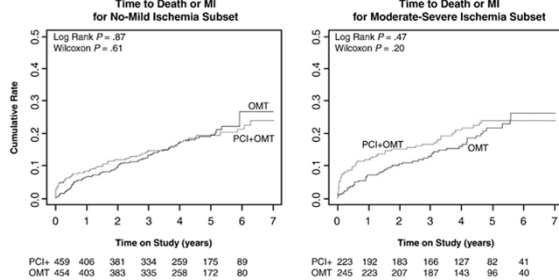 Time to Death or MI
for No-Mild Ischemia Subset
Log Rank P = .87
Wilcoxon P = .61
Cumulative Rate
0.5
0.4
0.3
0.2
0.1
0.0
OMT
PCI+OMT
0 1 2 3 4 5 6 7
Time on Study (years)
PCI+ 459 406 381 334 259 175 89
OMT 454 403 383 335 258 172 80
Time to Death or MI
for Moderate-Severe Ischemia Subset
Log Rank P = .47
Wilcoxon P = .20
0.5
0.4
0.3
0.2
0.1
0.0
PCI+OMT
OMT
0 1 2 3 4 5 6 7
Time on Study (years)
PCI+ 223 192 183 166 127 82 41
OMT 245 223 207 187 143 96 40